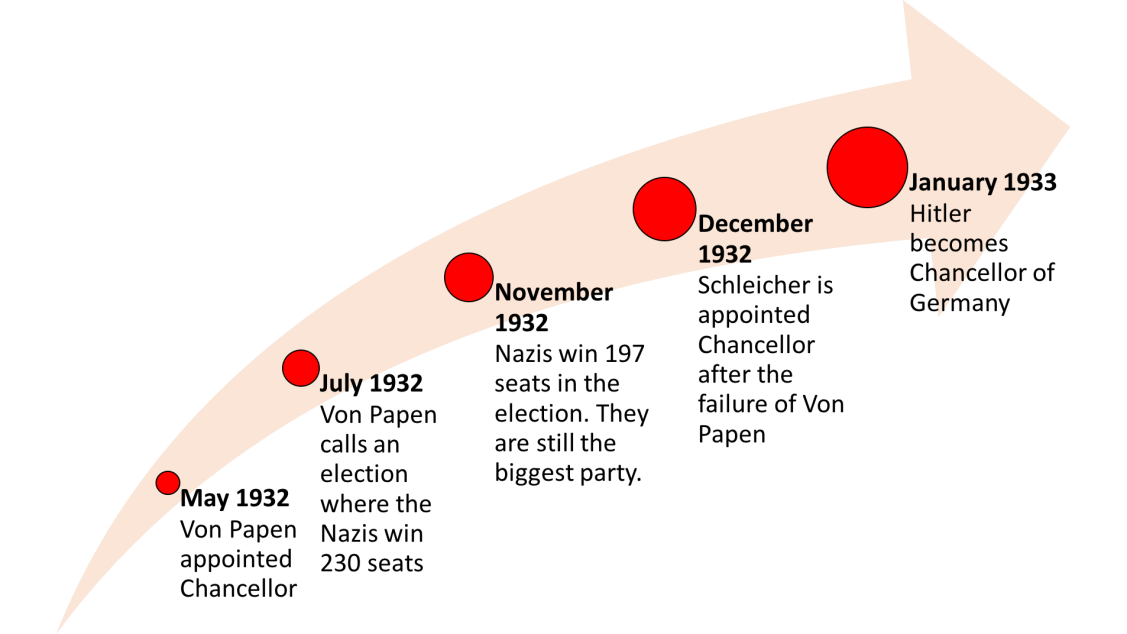 May 1932
Von Papen
appointed
Chancellor
July 1932
Von Papen
calls an
election
where the
Nazis win
230 seats
November
1932
Nazis win 197
seats in the
election. They
are still the
biggest party.
December
1932
Schleicher is
appointed
Chancellor
after the
failure of Von
Papen
January 1933
Hitler
becomes
Chancellor of
Germany